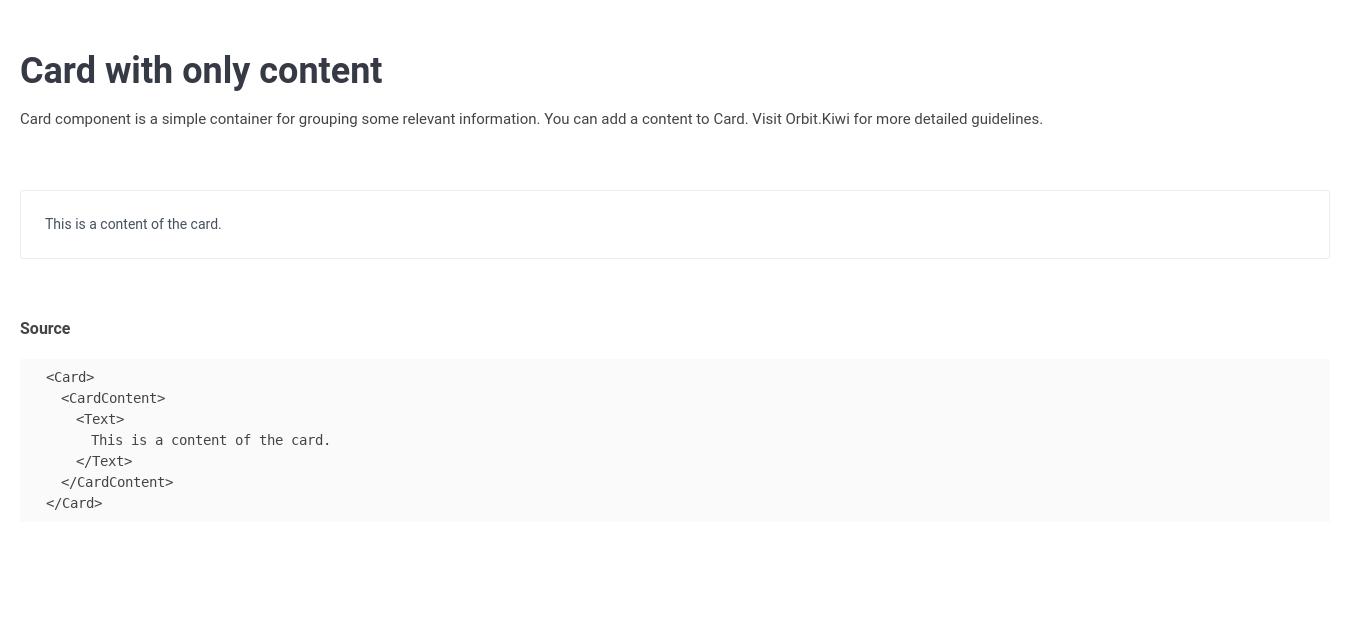 Card with only content
Card component is a simple container for grouping some relevant information. You can add a content to Card. Visit Orbit.Kiwi for more detailed guidelines.
This is a content of the card.
Source
<Card>
<CardContent>
<Text>
This is a content of the card.
</Text>
</CardContent>
</Card>